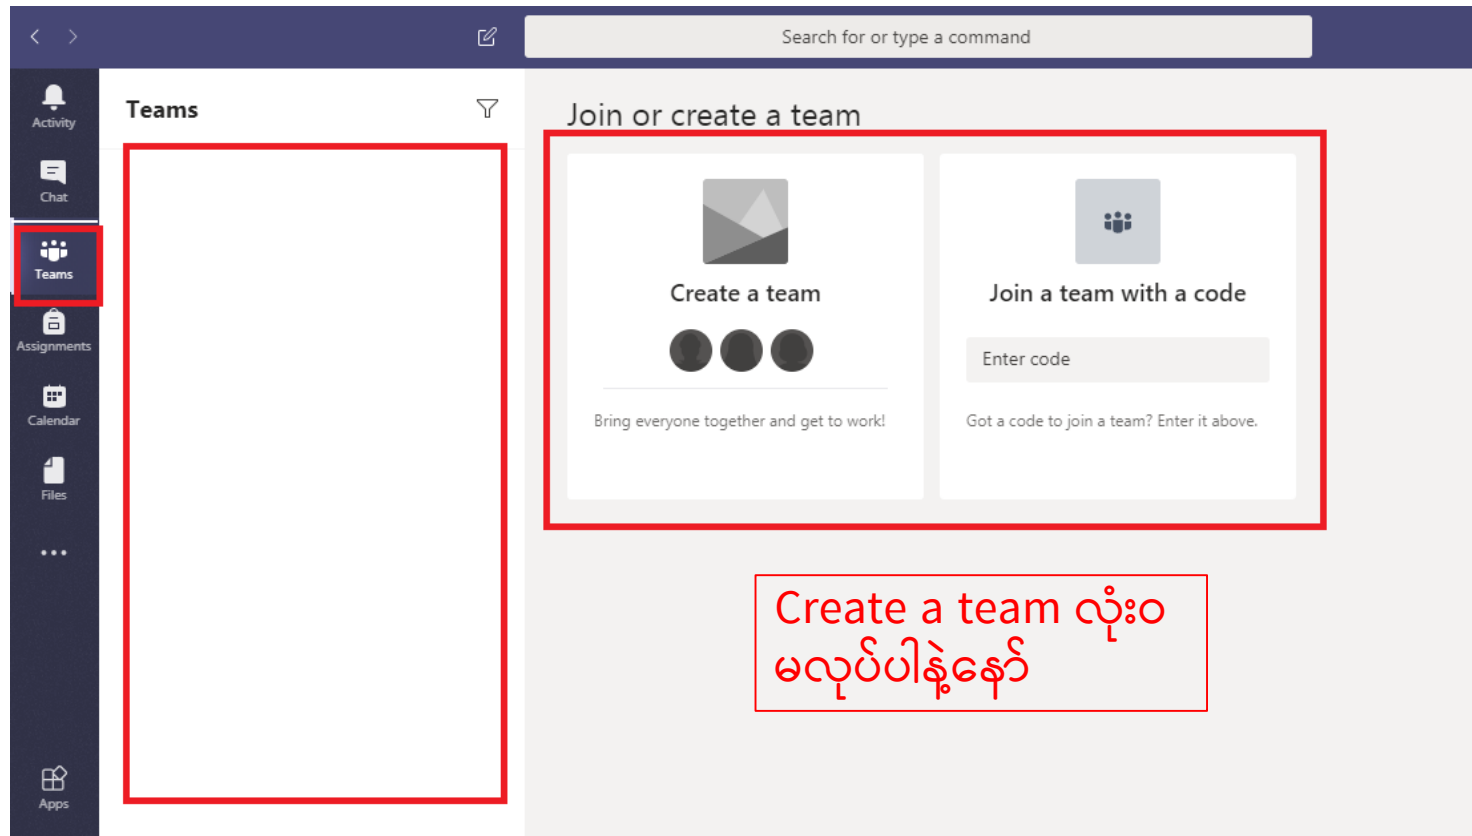 Search for or type a command
Activity
Chat
Teams
Assignments
Calendar
Files
Apps
Teams
Join or create a team
Create a team
Bring everyone together and get to work!
Join a team with a code
Enter code
Got a code to join a team? Enter it above.
Create a team လုံးဝ
မလုပ်ပါနဲ့နော်